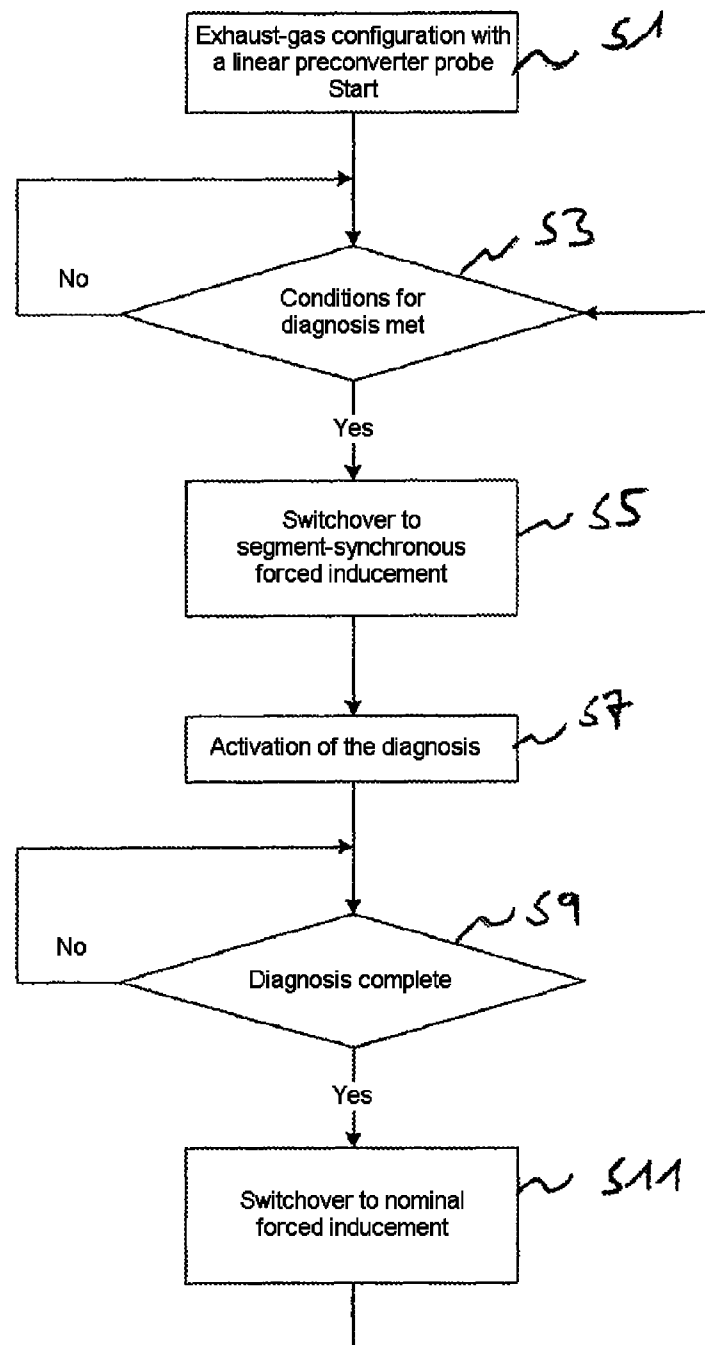 Exhaust-gas configuration with
a linear preconverter probe
Start
S1
S3
No
Conditions for
diagnosis met
Yes
Switchover to
segment-synchronous
forced inducement
S5
S7
Activation of the diagnosis
S9
No
Diagnosis complete
Yes
Switchover to nominal
forced inducement
S11